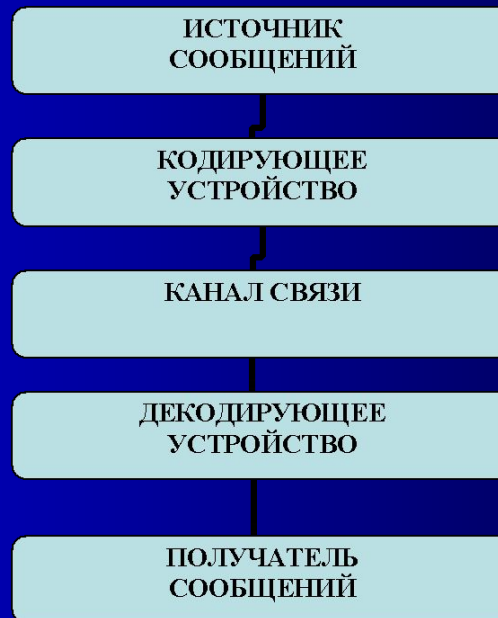 ИСТОЧНИК
СООБЩЕНИЙ
КОДИРУЮЩЕЕ
УСТРОЙСТВО
КАНАЛ СВЯЗИ
ДЕКОДИРУЮЩЕЕ
УСТРОЙСТВО
ПОЛУЧАТЕЛЬ
СООБЩЕНИЙ